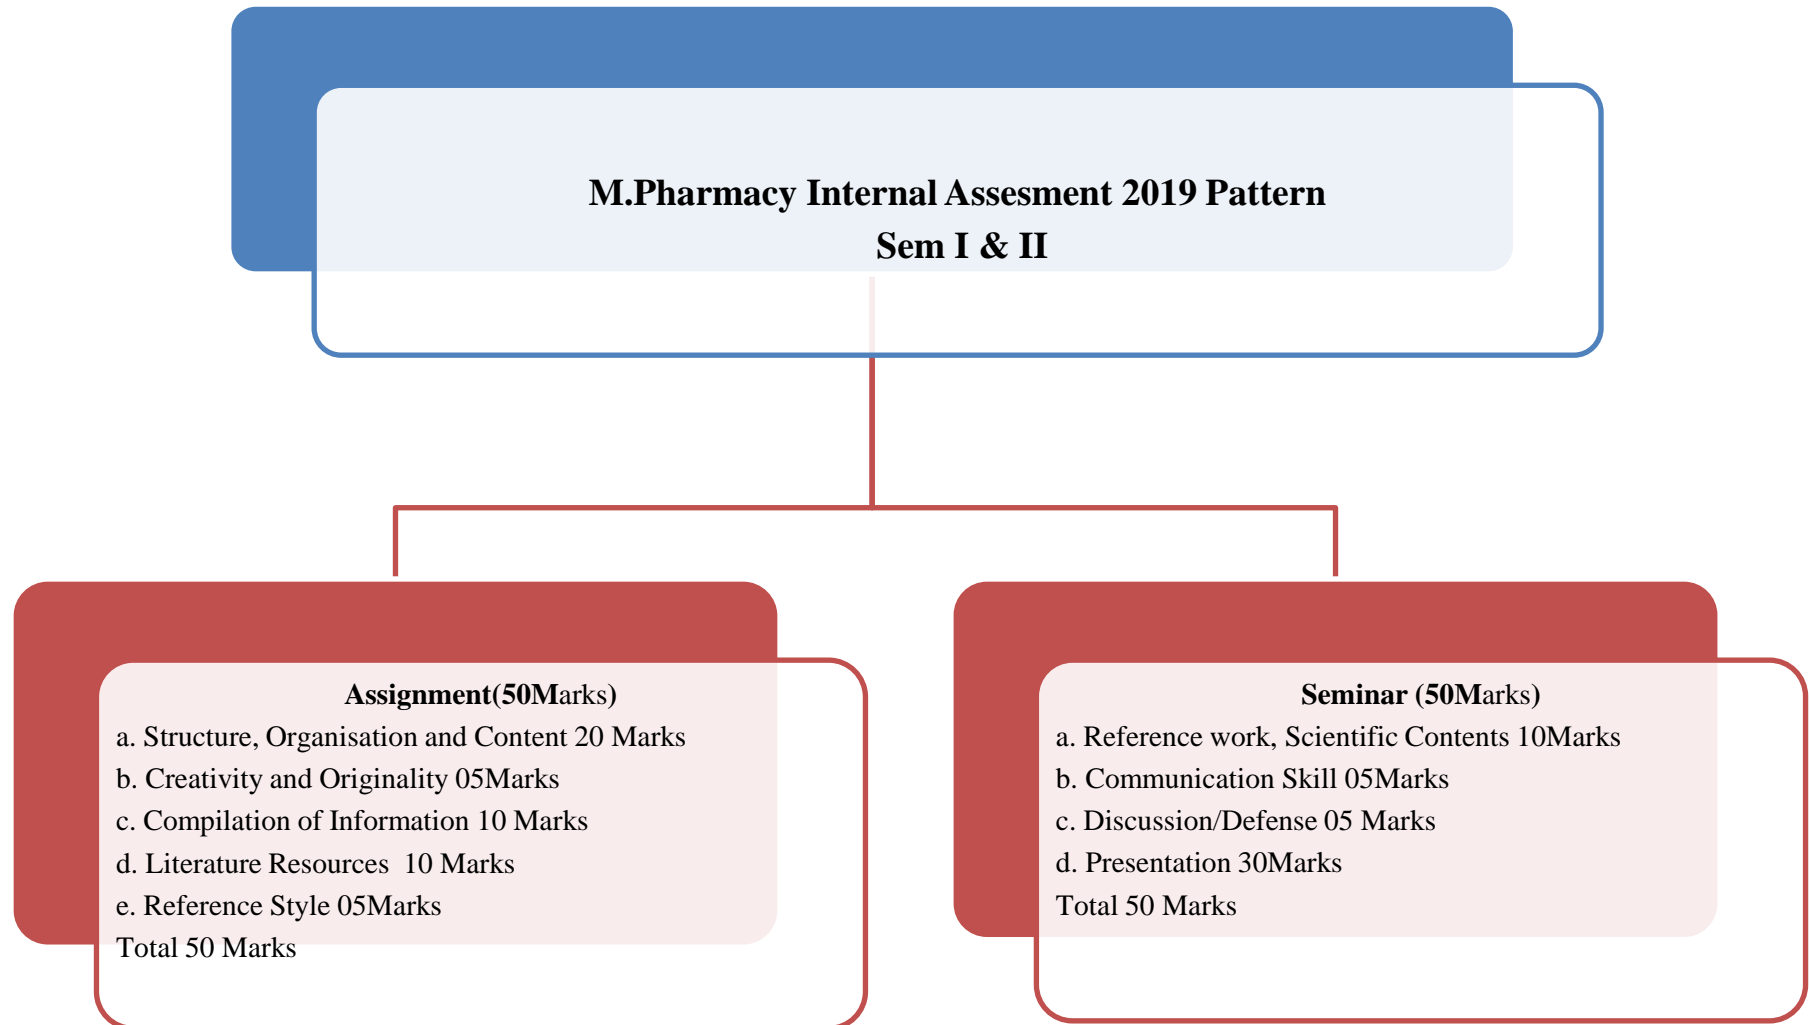 M.Pharmacy Internal Assesment 2019 Pattern
Sem I & II
Assignment(50Marks)
a. Structure, Organisation and Content 20 Marks
b. Creativity and Originality 05Marks
c. Compilation of Information 10 Marks
d. Literature Resources  10 Marks
e. Reference Style 05Marks
Total 50 Marks
Seminar (50Marks)
a. Reference work, Scientific Contents 10Marks
b. Communication Skill 05Marks
c. Discussion/Defense 05 Marks
d. Presentation 30Marks
Total 50 Marks